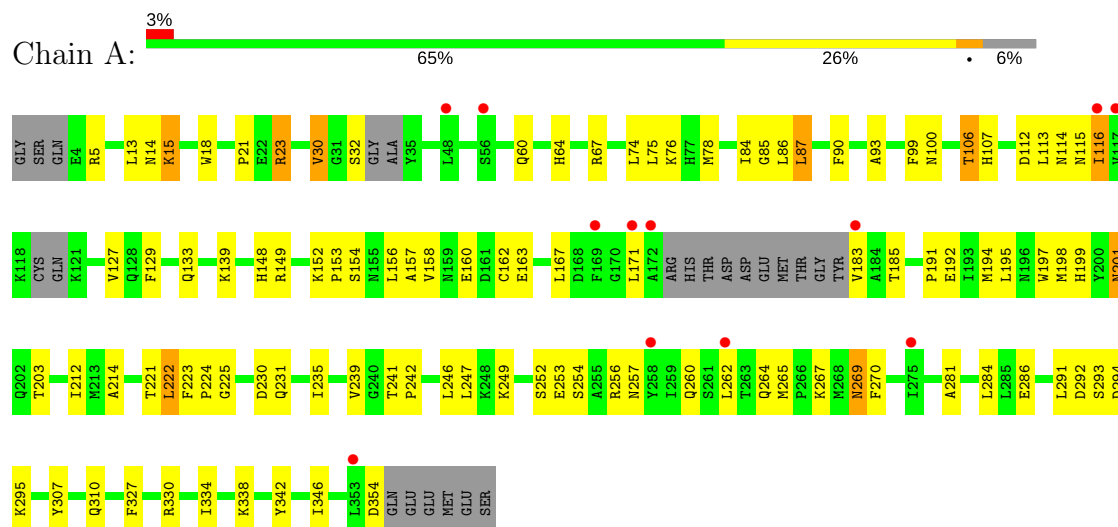 3%
Chain A:
65% 26% • 6%
GLY SER GLN E4 R5 L13 N14 K15 W18 P21 E22 R23 V30 G31 S32 GLY ALA Y35 L48 S56 Q60 H64 R67 L74 L75 K76 H77 M78 I84 G85 L86 L87 F90 A93 F99 N100 T106 H107 D112 L113 N114 N115 I116 V117
K118 CYS GLN K121 V127 Q128 F129 Q133 K139 H148 R149 K152 P153 S154 N155 L156 A157 V158 N159 E160 D161 C162 E163 L167 D168 F169 G170 L171 A172 ARG HIS THR ASP ASP GLU MET THR GLY TYR V183 A184 T185 P191 E192 I193 M194 L195 N196 W197 M198 H199 Y200 N201
Q202 T203 I212 M213 A214 T221 L222 F223 P224 G225 D230 Q231 I235 V239 G240 T241 P242 L246 L247 K248 K249 S252 E253 S254 A255 R256 N257 Y258 I259 Q260 S261 L262 T263 Q264 M265 P266 K267 M268 N269 F270 I275 A281 L284 L285 E286 L291 D292 S293 D294
K295 Y307 Q310 F327 R330 I334 K338 Y342 I346 L353 D354 GLN GLU GLU MET GLU SER